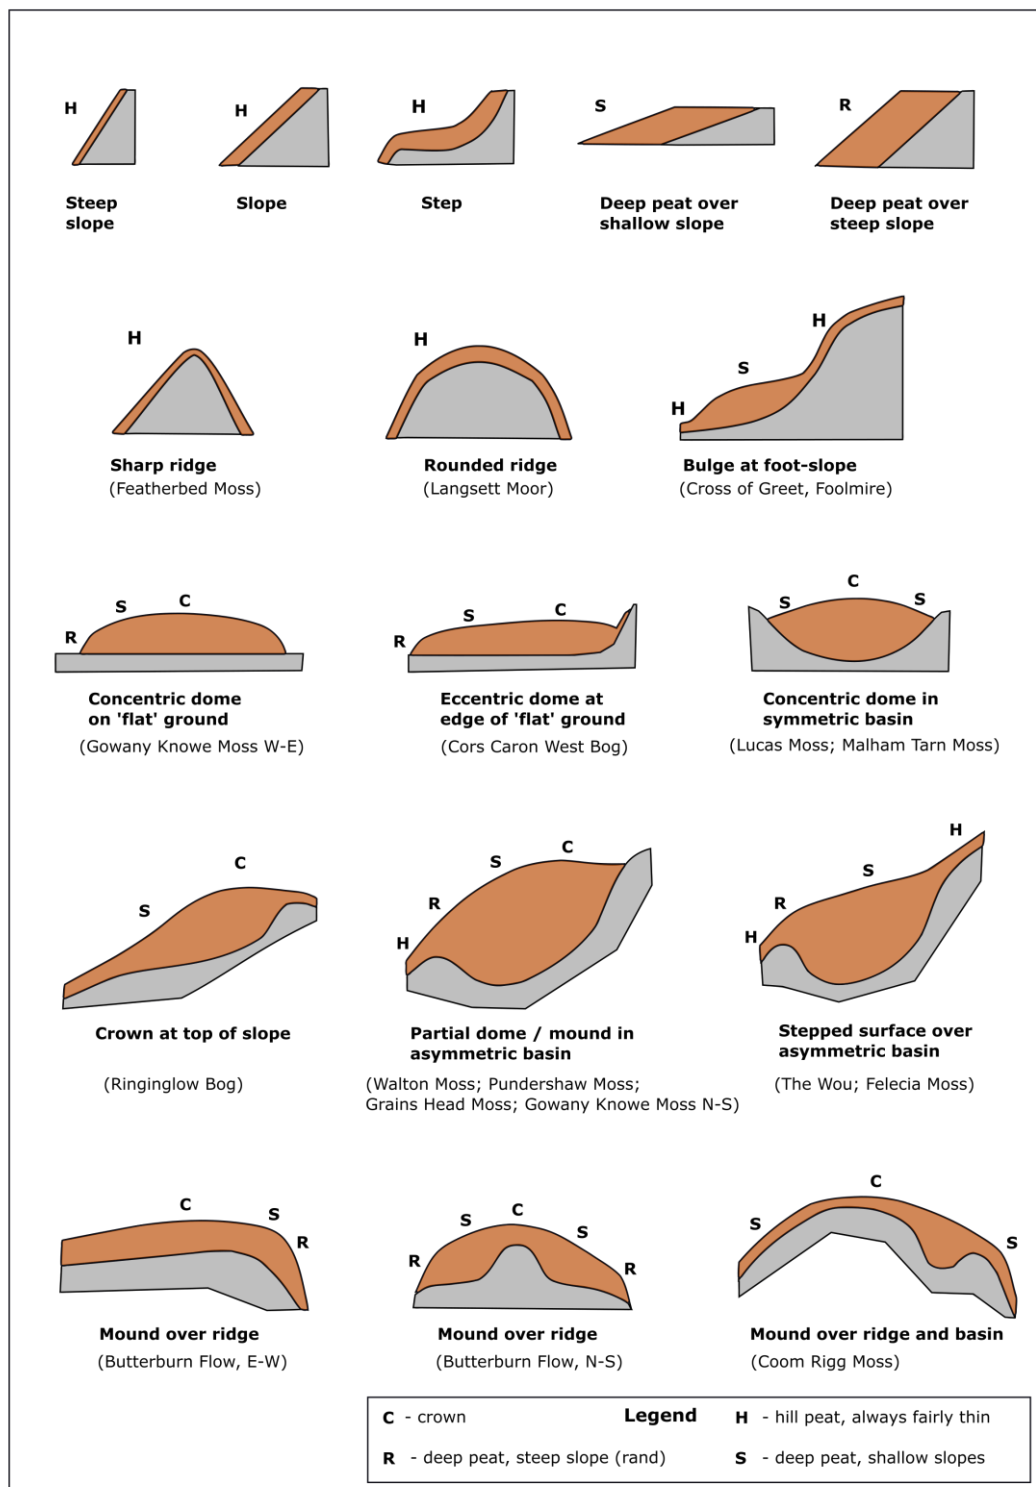 H
H
H
S
R
Steep
slope
Slope
Step
Deep peat over
shallow slope
Deep peat over
steep slope
H
H
H
S
H
Sharp ridge
(Featherbed Moss)
Rounded ridge
(Langsett Moor)
Bulge at foot-slope
(Cross of Greet, Foolmire)
R
S
C
R
S
C
S
C
S
Concentric dome
on 'flat' ground
(Gowany Knowe Moss W-E)
Eccentric dome at
edge of 'flat' ground
(Cors Caron West Bog)
Concentric dome in
symmetric basin
(Lucas Moss; Malham Tarn Moss)
S
C
H
R
S
C
H
R
S
H
Crown at top of slope
(Ringinglow Bog)
Partial dome / mound in
asymmetric basin
(Walton Moss; Pundershaw Moss;
Grains Head Moss; Gowany Knowe Moss N-S)
Stepped surface over
asymmetric basin
(The Wou; Felecia Moss)
C
S
R
R
S
C
S
R
S
C
S
Mound over ridge
(Butterburn Flow, E-W)
Mound over ridge
(Butterburn Flow, N-S)
Mound over ridge and basin
(Coom Rigg Moss)
Legend
C - crown
H - hill peat, always fairly thin
R - deep peat, steep slope (rand)
S - deep peat, shallow slopes